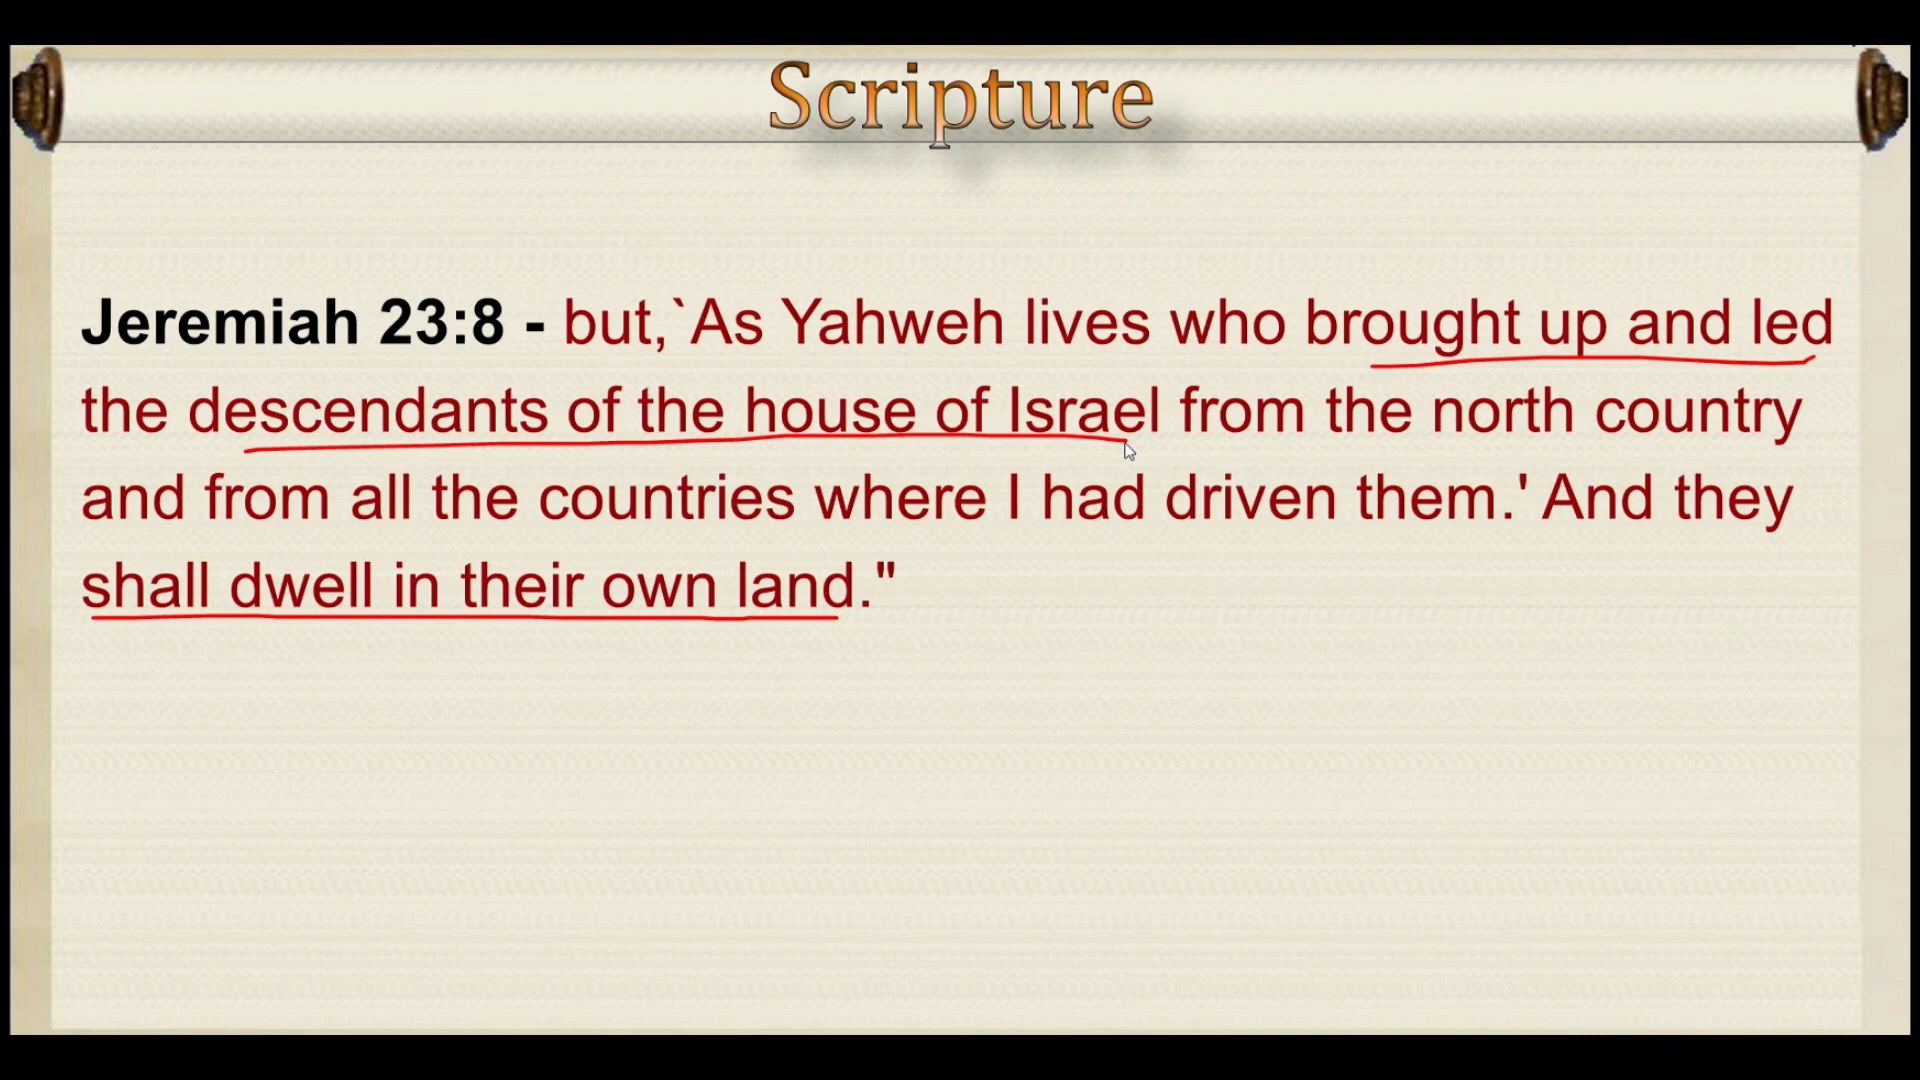 Scripture
Jeremiah 23:8 - but,`As Yahweh lives who brought up and led
the descendants of the house of Israel from the north country
and from all the countries where I had driven them.' And they
shall dwell in their own land."